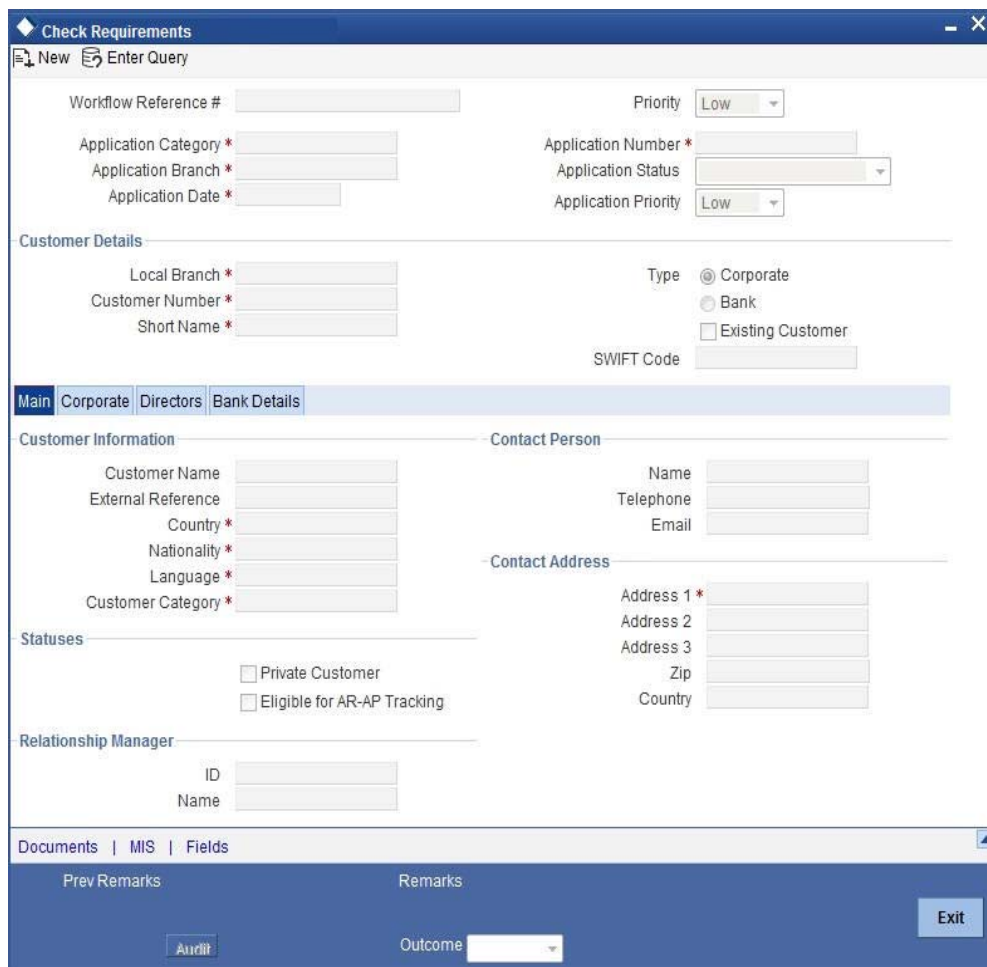 Check Requirements
New Enter Query
Workflow Reference #
Priority Low
Application Category *
Application Number *
Application Branch *
Application Status
Application Date *
Application Priority Low
Customer Details
Local Branch *
Type Corporate
Customer Number *
Bank
Short Name *
Existing Customer
SWIFT Code
Main Corporate Directors Bank Details
Customer Information
Customer Name
External Reference
Country *
Nationality *
Language *
Customer Category *
Statuses
Private Customer
Eligible for AR-AP Tracking
Relationship Manager
ID
Name
Contact Person
Name
Telephone
Email
Contact Address
Address 1 *
Address 2
Address 3
Zip
Country
Documents | MIS | Fields
Prev Remarks
Remarks
Audit
Outcome
Exit